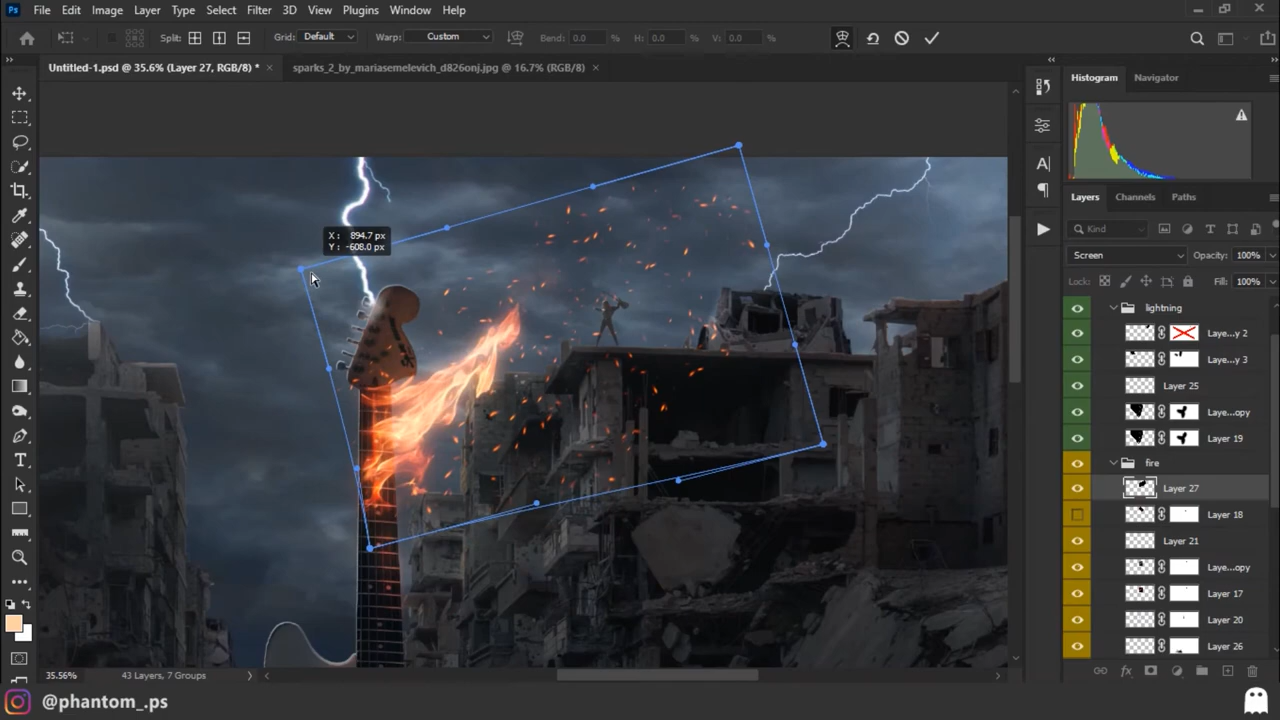 Ps File Edit Image Layer Type Select Filter 3D View Plugins Window Help
Split: Grid: Default Warp: Custom Bend: 0.0 % H: 0.0 % V: 0.0 %
Untitled-1.psd @ 35.6% (Layer 27, RGB/8) * × sparks_2_by_mariasemelevich_d826onj.jpg @ 16.7% (RGB/8) ×
Histogram Navigator
Layers Channels Paths
Kind
Screen Opacity: 100%
Lock: Fill: 100%
X: 894.7 px
Y: -608.0 px
lightning
Laye...y 2
Laye...y 3
Layer 25
Laye...opy
Layer 19
fire
Layer 27
Layer 18
Layer 21
Laye...opy
Layer 17
Layer 20
Layer 26
35.56% 43 Layers, 7 Groups
@phantom_.ps